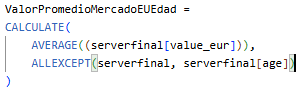 ValorPromedioMercadoEUEdad =
CALCULATE(
    AVERAGE((serverfinal[value_eur])),
    ALLEXCEPT(serverfinal, serverfinal[age])
)